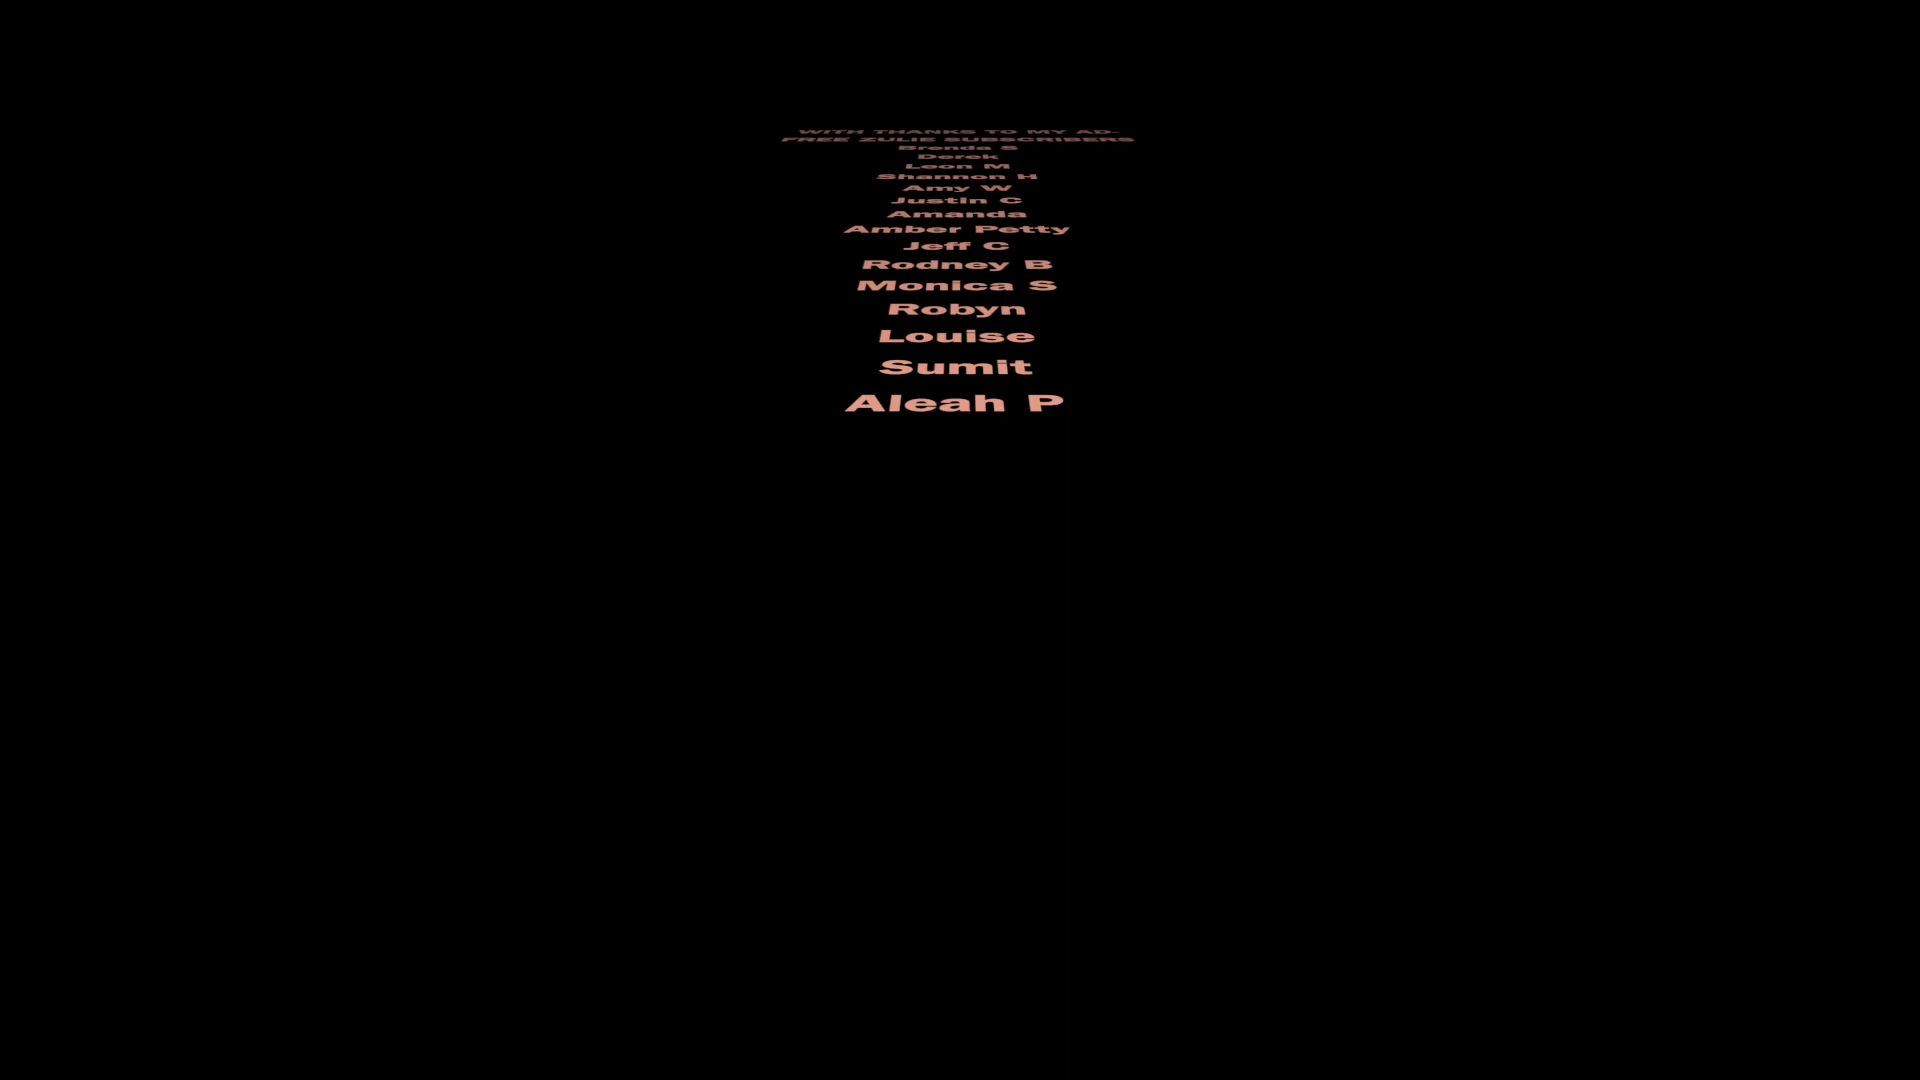 WITH THANKS TO MY AD-
FREE ZULIE SUBSCRIBERS
Brenda S
Derek
Leon M
Shannon H
Amy W
Justin C
Amanda
Amber Petty
Jeff C
Rodney B
Monica S
Robyn
Louise
Sumit
Aleah P